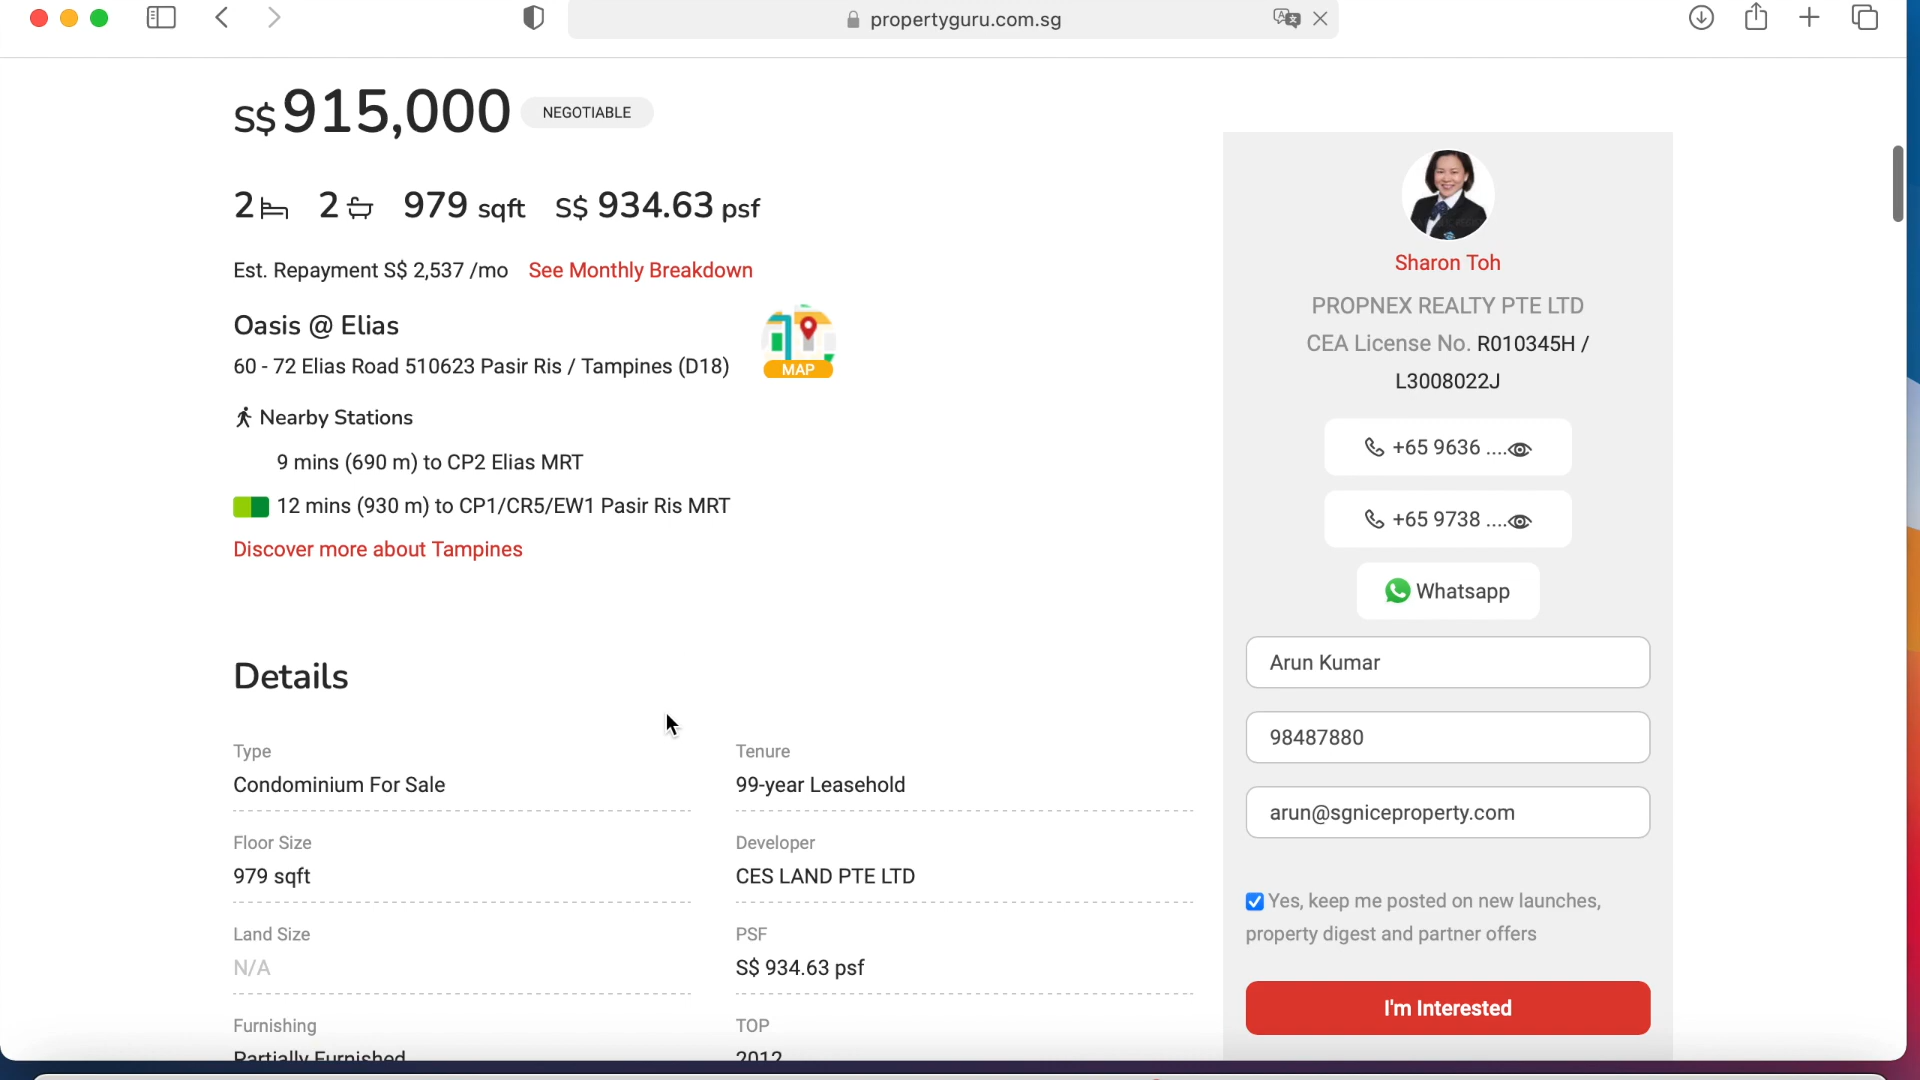 propertyguru.com.sg
S$ 915,000 NEGOTIABLE
2 2 979 sqft S$ 934.63 psf
Est. Repayment S$ 2,537 /mo See Monthly Breakdown
Oasis @ Elias
60 - 72 Elias Road 510623 Pasir Ris / Tampines (D18)
MAP
Nearby Stations
9 mins (690 m) to CP2 Elias MRT
12 mins (930 m) to CP1/CR5/EW1 Pasir Ris MRT
Discover more about Tampines
Details
Type
Condominium For Sale
Tenure
99-year Leasehold
Floor Size
979 sqft
Developer
CES LAND PTE LTD
Land Size
N/A
PSF
S$ 934.63 psf
Furnishing
Partially Furnished
TOP
2012
Sharon Toh
PROPNEX REALTY PTE LTD
CEA License No. R010345H /
L3008022J
+65 9636 ....
+65 9738 ....
Whatsapp
Arun Kumar
98487880
arun@sgniceproperty.com
Yes, keep me posted on new launches,
property digest and partner offers
I'm Interested